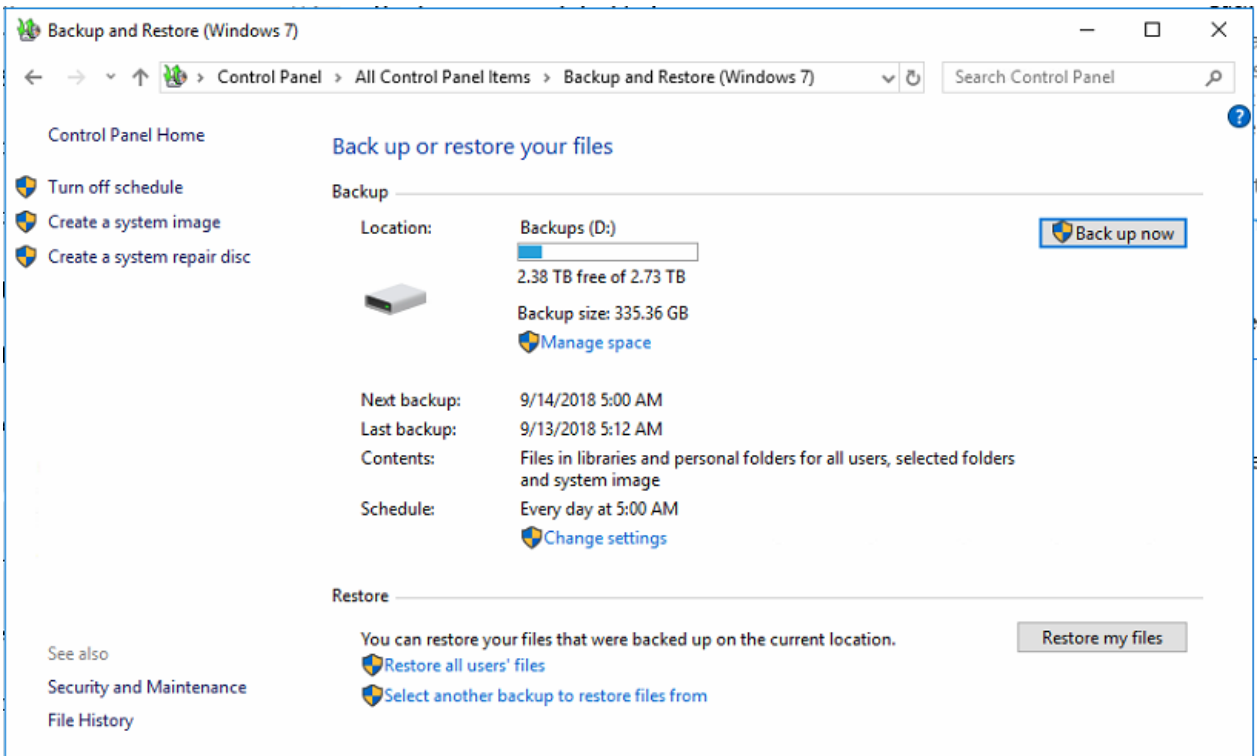 Backup and Restore (Windows 7)
Control Panel > All Control Panel Items > Backup and Restore (Windows 7)
Search Control Panel
Control Panel Home
Turn off schedule
Create a system image
Create a system repair disc
Back up or restore your files
Backup
Location:
Backups (D:)
Back up now
2.38 TB free of 2.73 TB
Backup size: 335.36 GB
Manage space
Next backup:
9/14/2018 5:00 AM
Last backup:
9/13/2018 5:12 AM
Contents:
Files in libraries and personal folders for all users, selected folders
and system image
Schedule:
Every day at 5:00 AM
Change settings
Restore
You can restore your files that were backed up on the current location.
Restore my files
Restore all users' files
Select another backup to restore files from
See also
Security and Maintenance
File History